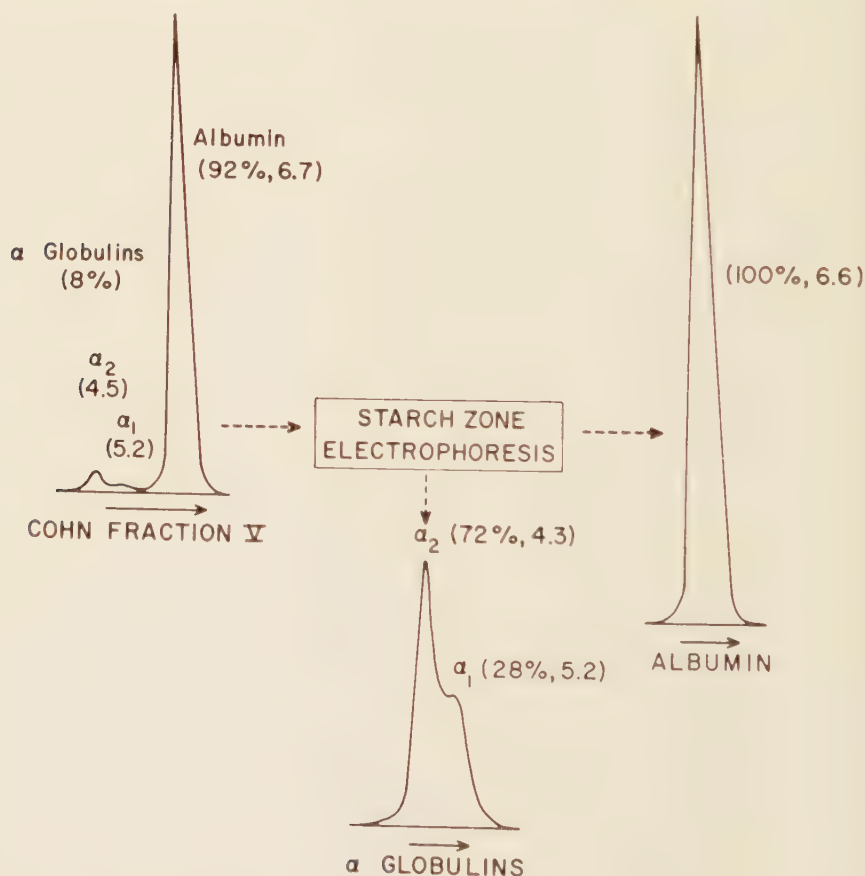 Albumin
(92%, 6.7)
α Globulins
(8%)
α₂
(4.5)
α₁
(5.2)
COHN FRACTION V
STARCH ZONE
ELECTROPHORESIS
(100%, 6.6)
ALBUMIN
α₂ (72%, 4.3)
α₁ (28%, 5.2)
α GLOBULINS